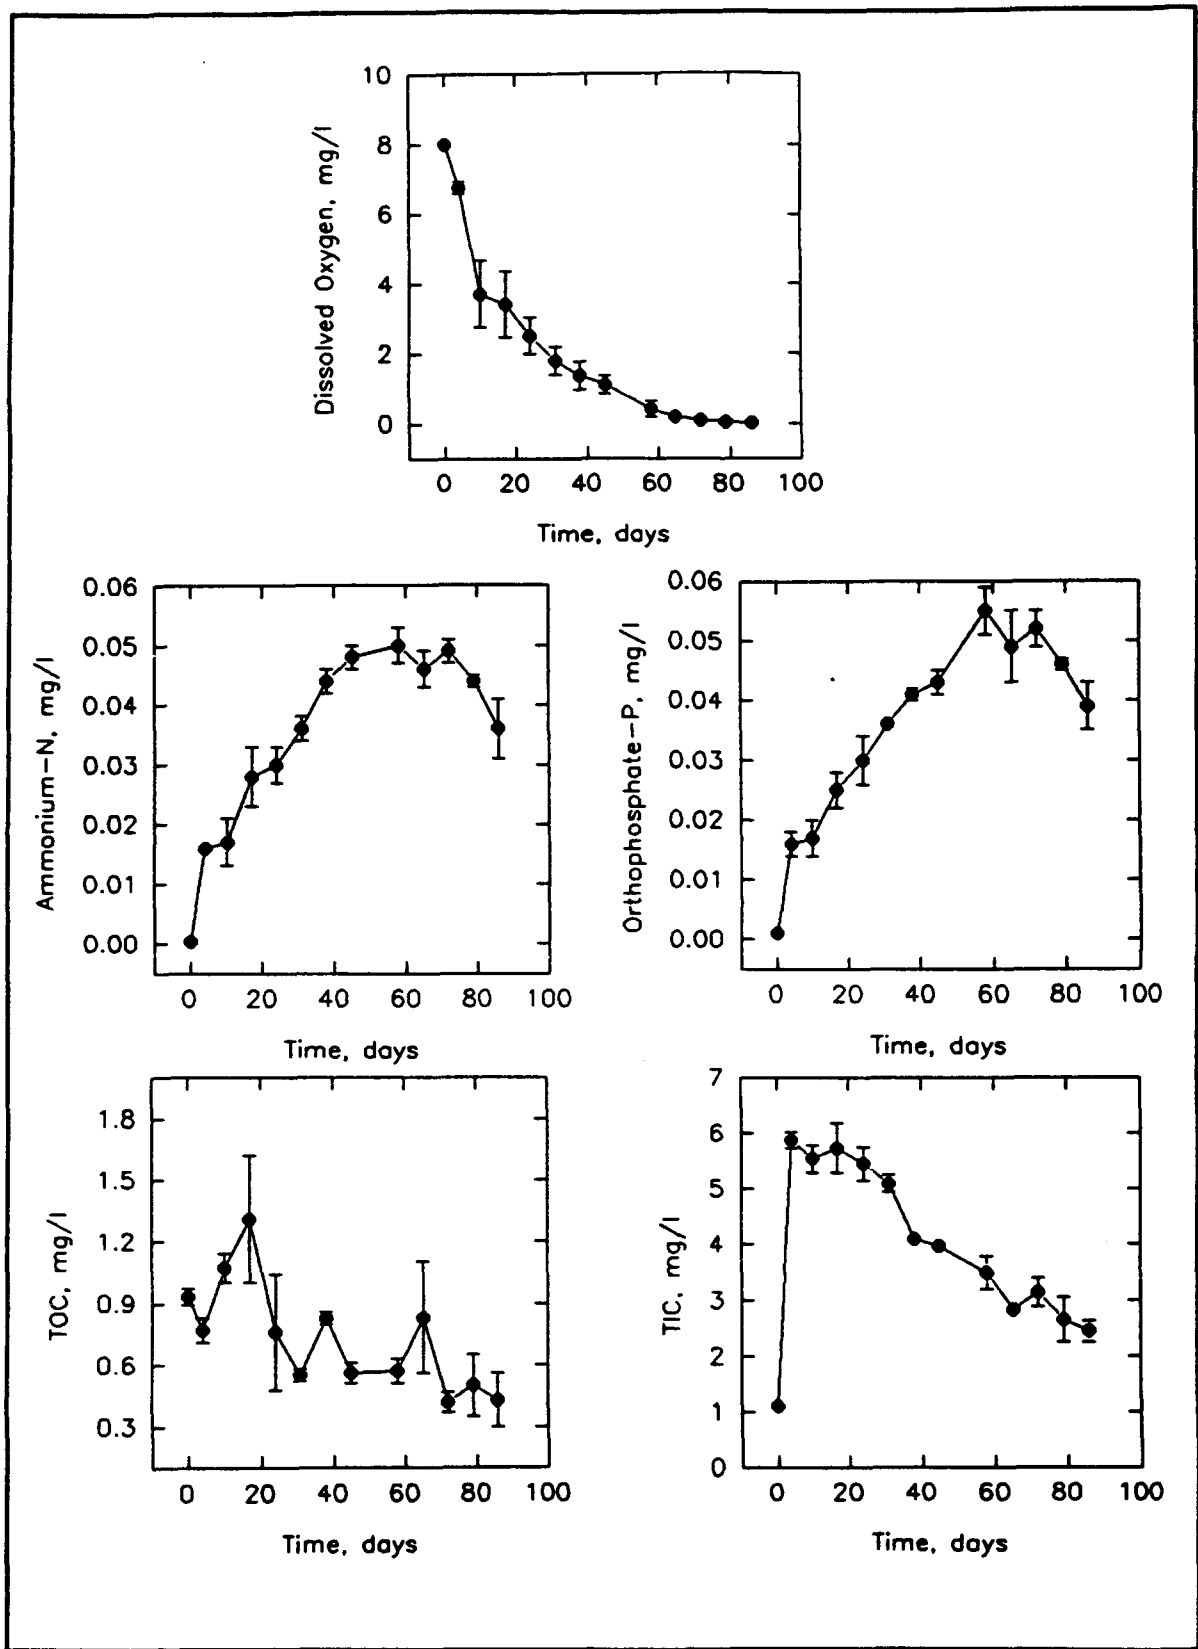 10
8
6
4
2
0
Dissolved Oxygen, mg/l
0 20 40 60 80 100
Time, days
0.06
0.05
0.04
0.03
0.02
0.01
0.00
Ammonium-N, mg/l
0 20 40 60 80 100
Time, days
0.06
0.05
0.04
0.03
0.02
0.01
0.00
Orthophosphate-P, mg/l
0 20 40 60 80 100
Time, days
1.8
1.5
1.2
0.9
0.6
0.3
TOC, mg/l
0 20 40 60 80 100
Time, days
7
6
5
4
3
2
1
0
TIC, mg/l
0 20 40 60 80 100
Time, days